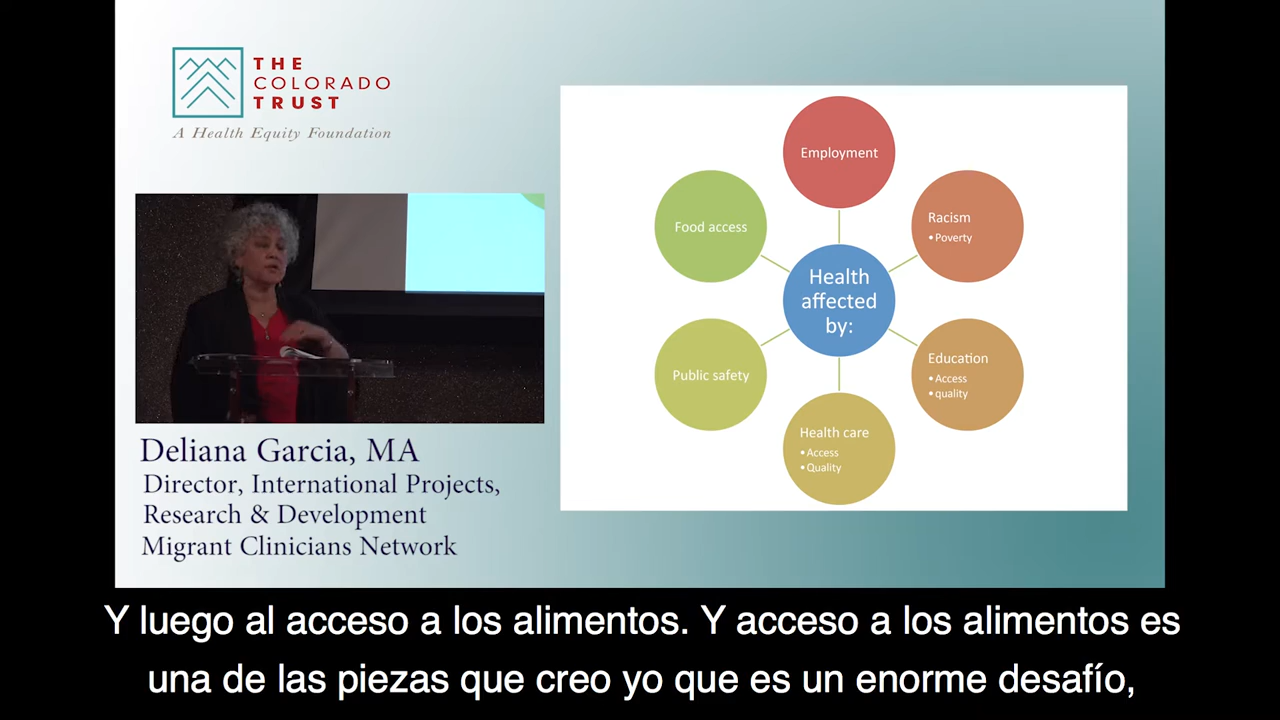 THE
COLORADO
TRUST
A Health Equity Foundation
Deliana Garcia, MA
Director, International Projects,
Research & Development
Migrant Clinicians Network
Employment
Racism
•Poverty
Education
•Access
•quality
Health care
•Access
•Quality
Public safety
Food access
Health
affected
by:
Y luego al acceso a los alimentos. Y acceso a los alimentos es
una de las piezas que creo yo que es un enorme desafío,